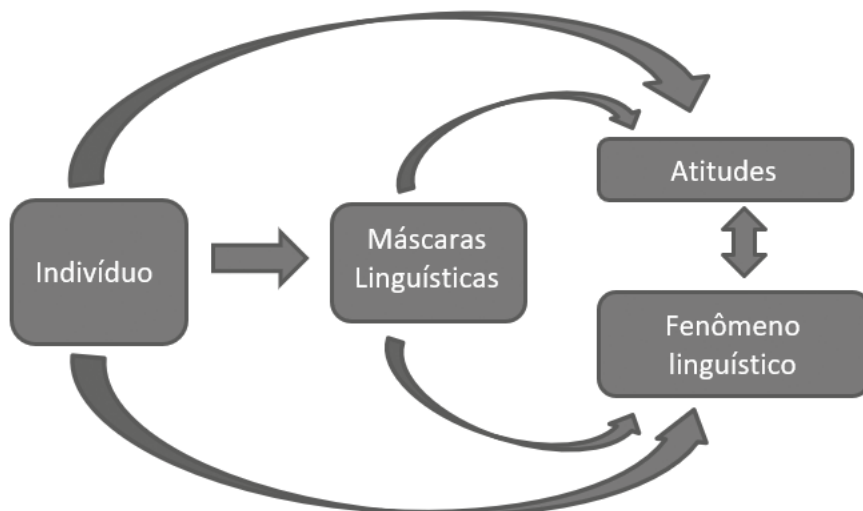 Indivíduo
Máscaras
Linguísticas
Atitudes
Fenômeno
linguístico